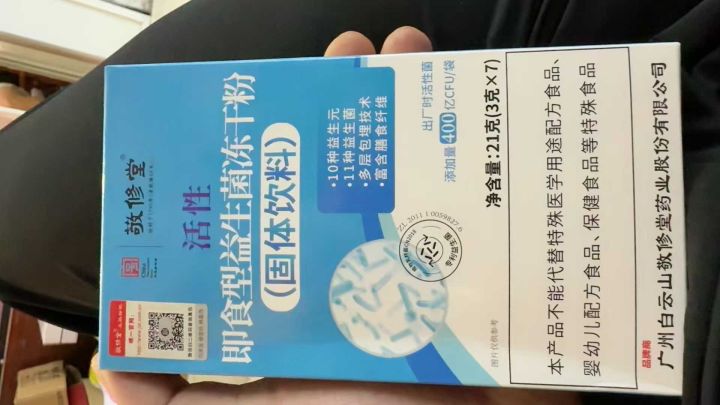 敬修堂
活性
即食型益生菌冻干粉
（固体饮料）
·10种益生元
·11种益生菌
·多层包埋技术
·富含膳食纤维
出厂时活性菌
添加量400亿CFU/袋
净含量:21克(3克×7)
图片仅供参考
本产品不能代替特殊医学用途配方食品、
婴幼儿配方食品、保健食品等特殊食品
品牌商
广州白云山敬修堂药业股份有限公司